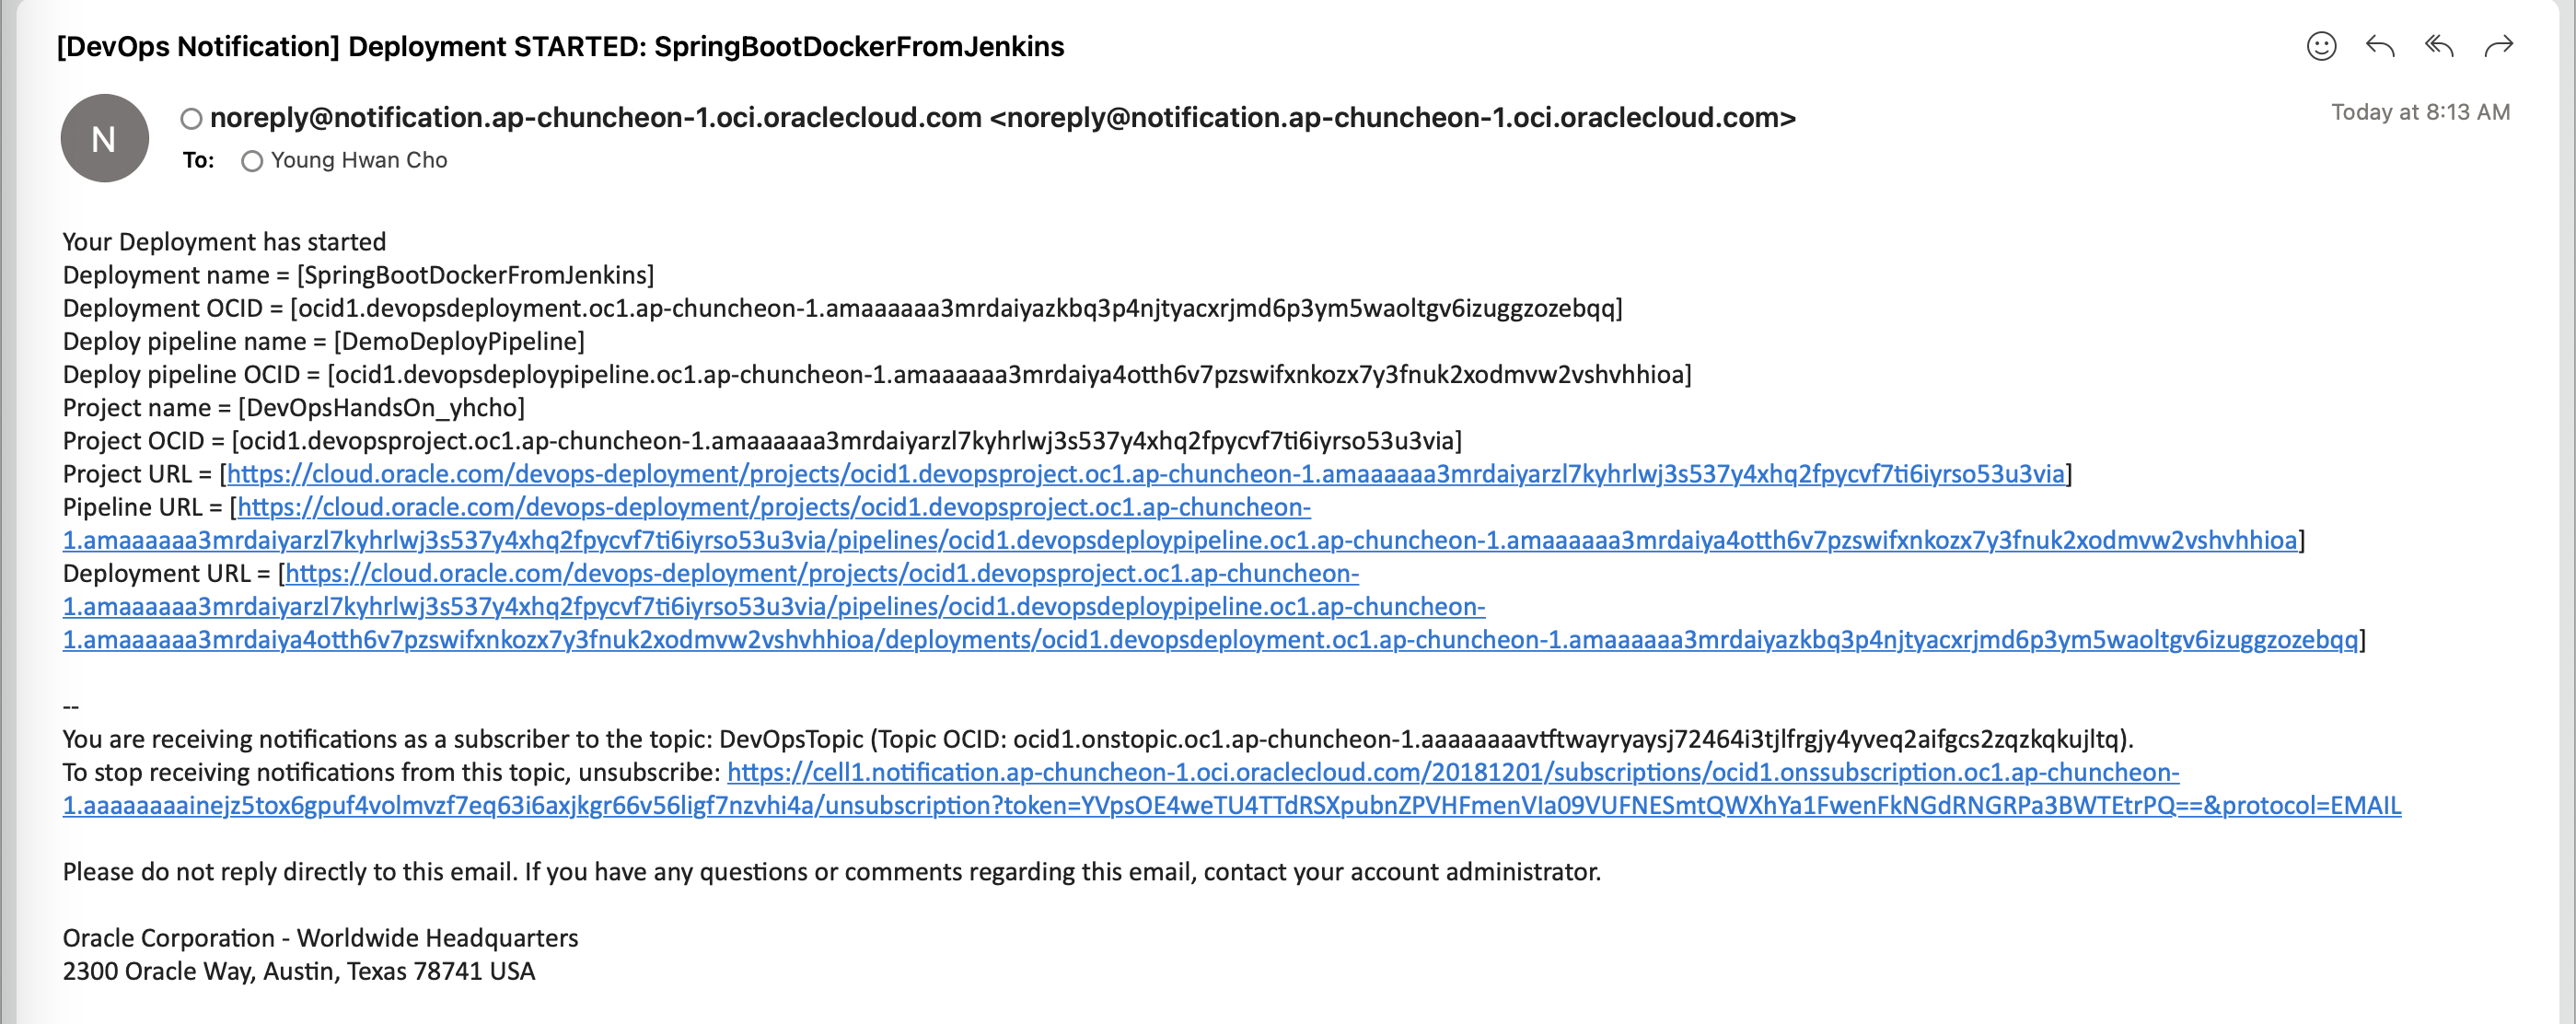 [DevOps Notification] Deployment STARTED: SpringBootDockerFromJenkins
N
noreply@notification.ap-chuncheon-1.oci.oraclecloud.com <noreply@notification.ap-chuncheon-1.oci.oraclecloud.com>
Today at 8:13 AM
To: Young Hwan Cho
Your Deployment has started
Deployment name = [SpringBootDockerFromJenkins]
Deployment OCID = [ocid1.devopsdeployment.oc1.ap-chuncheon-1.amaaaaaa3mrdaiyazkbq3p4njtyacxrjmd6p3ym5waoltgv6izuggzozebqq]
Deploy pipeline name = [DemoDeployPipeline]
Deploy pipeline OCID = [ocid1.devopsdeploypipeline.oc1.ap-chuncheon-1.amaaaaaa3mrdaiya4otth6v7pzswifxnkozx7y3fnuk2xodmvw2vshvhhioa]
Project name = [DevOpsHandsOn_yhcho]
Project OCID = [ocid1.devopsproject.oc1.ap-chuncheon-1.amaaaaaa3mrdaiyarzl7kyhrlwj3s537y4xhq2fpycvf7ti6iyrso53u3via]
Project URL = [https://cloud.oracle.com/devops-deployment/projects/ocid1.devopsproject.oc1.ap-chuncheon-1.amaaaaaa3mrdaiyarzl7kyhrlwj3s537y4xhq2fpycvf7ti6iyrso53u3via]
Pipeline URL = [https://cloud.oracle.com/devops-deployment/projects/ocid1.devopsproject.oc1.ap-chuncheon-
1.amaaaaaa3mrdaiyarzl7kyhrlwj3s537y4xhq2fpycvf7ti6iyrso53u3via/pipelines/ocid1.devopsdeploypipeline.oc1.ap-chuncheon-1.amaaaaaa3mrdaiya4otth6v7pzswifxnkozx7y3fnuk2xodmvw2vshvhhioa]
Deployment URL = [https://cloud.oracle.com/devops-deployment/projects/ocid1.devopsproject.oc1.ap-chuncheon-
1.amaaaaaa3mrdaiyarzl7kyhrlwj3s537y4xhq2fpycvf7ti6iyrso53u3via/pipelines/ocid1.devopsdeploypipeline.oc1.ap-chuncheon-
1.amaaaaaa3mrdaiya4otth6v7pzswifxnkozx7y3fnuk2xodmvw2vshvhhioa/deployments/ocid1.devopsdeployment.oc1.ap-chuncheon-1.amaaaaaa3mrdaiyazkbq3p4njtyacxrjmd6p3ym5waoltgv6izuggzozebqq]
--
You are receiving notifications as a subscriber to the topic: DevOpsTopic (Topic OCID: ocid1.onstopic.oc1.ap-chuncheon-1.aaaaaaaavtftwayryaysj72464i3tjlfrgjy4yveq2aifgcs2zqzkqkujltq).
To stop receiving notifications from this topic, unsubscribe: https://cell1.notification.ap-chuncheon-1.oci.oraclecloud.com/20181201/subscriptions/ocid1.onssubscription.oc1.ap-chuncheon-
1.aaaaaaaainejz5tox6gpuf4volmvzf7eq63i6axjkgr66v56ligf7nzvhi4a/unsubscription?token=YVpsOE4weTU4TTdRSXpubnZPVHFmenVIa09VUFNESmtQWXhYa1FwenFkNGdRNGRPa3BWTEtrPQ==&protocol=EMAIL
Please do not reply directly to this email. If you have any questions or comments regarding this email, contact your account administrator.
Oracle Corporation - Worldwide Headquarters
2300 Oracle Way, Austin, Texas 78741 USA